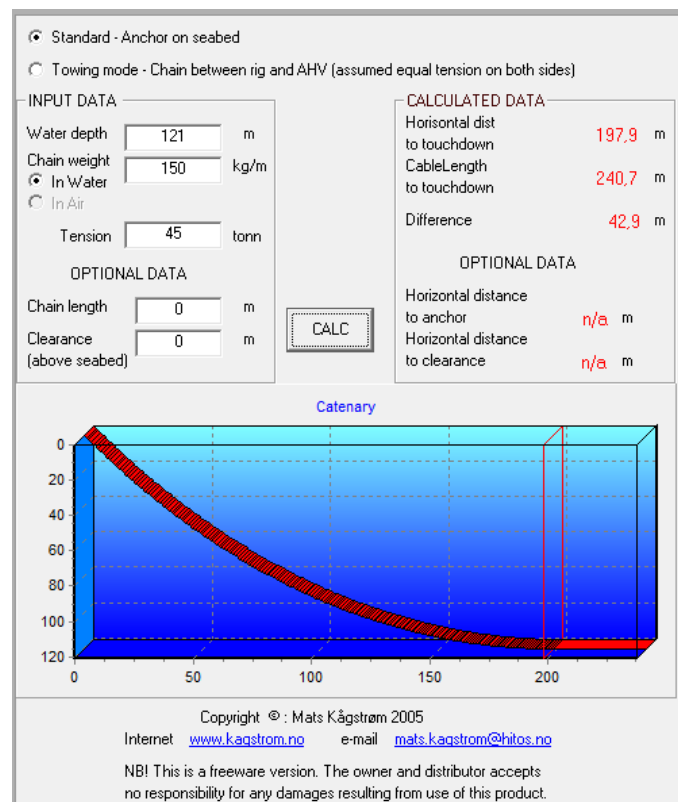 Standard - Anchor on seabed
Towing mode - Chain between rig and AHV (assumed equal tension on both sides)
INPUT DATA
Water depth 121 m
Chain weight 150 kg/m
In Water
In Air
Tension 45 tonn
OPTIONAL DATA
Chain length 0 m
Clearance 0 m
(above seabed)
CALC
CALCULATED DATA
Horisontal dist
to touchdown 197,9 m
CableLength
to touchdown 240,7 m
Difference 42,9 m
OPTIONAL DATA
Horizontal distance
to anchor n/a m
Horizontal distance
to clearance n/a m
Catenary
0
20
40
60
80
100
120
0 50 100 150 200
Copyright © : Mats Kågstrøm 2005
Internet www.kagstrom.no e-mail mats.kagstrom@hitos.no
NB! This is a freeware version. The owner and distributor accepts
no responsibility for any damages resulting from use of this product.